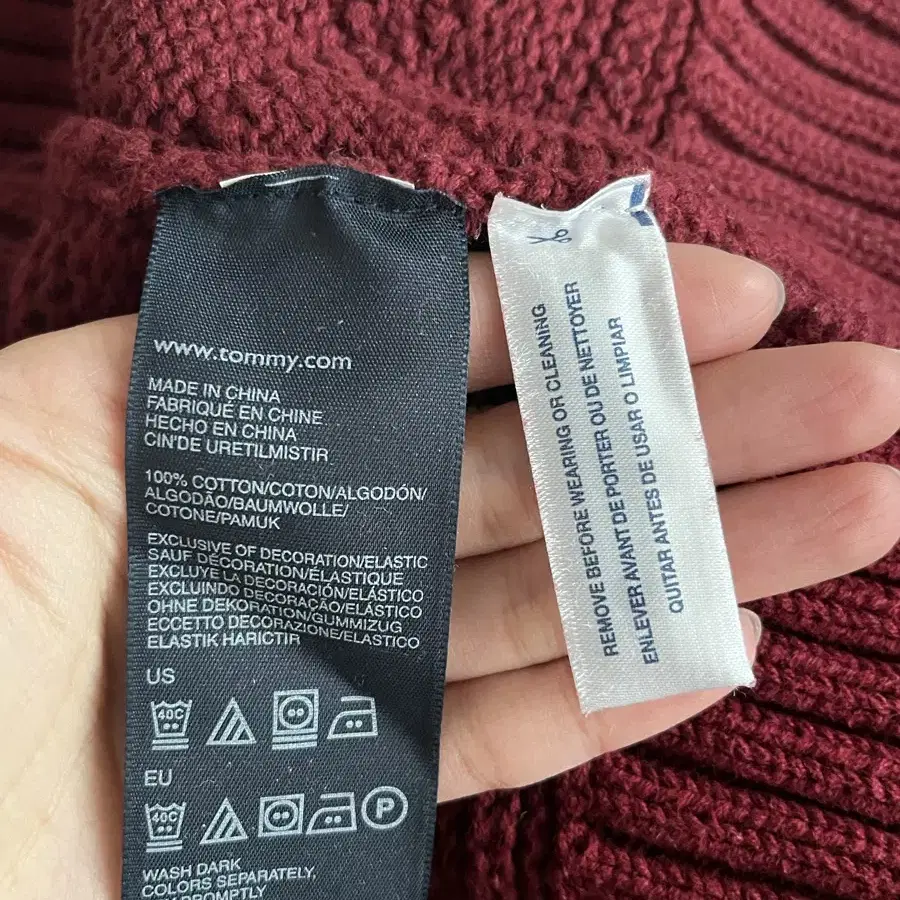 www.tommy.com
MADE IN CHINA
FABRIQUÉ EN CHINE
HECHO EN CHINA
CIN'DE URETILMISTIR
100% COTTON/COTON/ALGODÓN/
ALGODÃO/BAUMWOLLE/
COTONE/PAMUK
EXCLUSIVE OF DECORATION/ELASTIC
SAUF DÉCORATION/ÉLASTIQUE
EXCLUYE LA DECORACIÓN/ELÁSTICO
EXCLUINDO DECORAÇÃO/ELÁSTICO
OHNE DEKORATION/GUMMIZUG
ECCETTO DECORAZIONE/ELASTICO
ELASTIK HARICTIR
US
40C
EU
40C
P
WASH DARK
COLORS SEPARATELY,
PROMPTLY
REMOVE BEFORE WEARING OR CLEANING
ENLEVER AVANT DE PORTER OU DE NETTOYER
QUITAR ANTES DE USAR O LIMPIAR